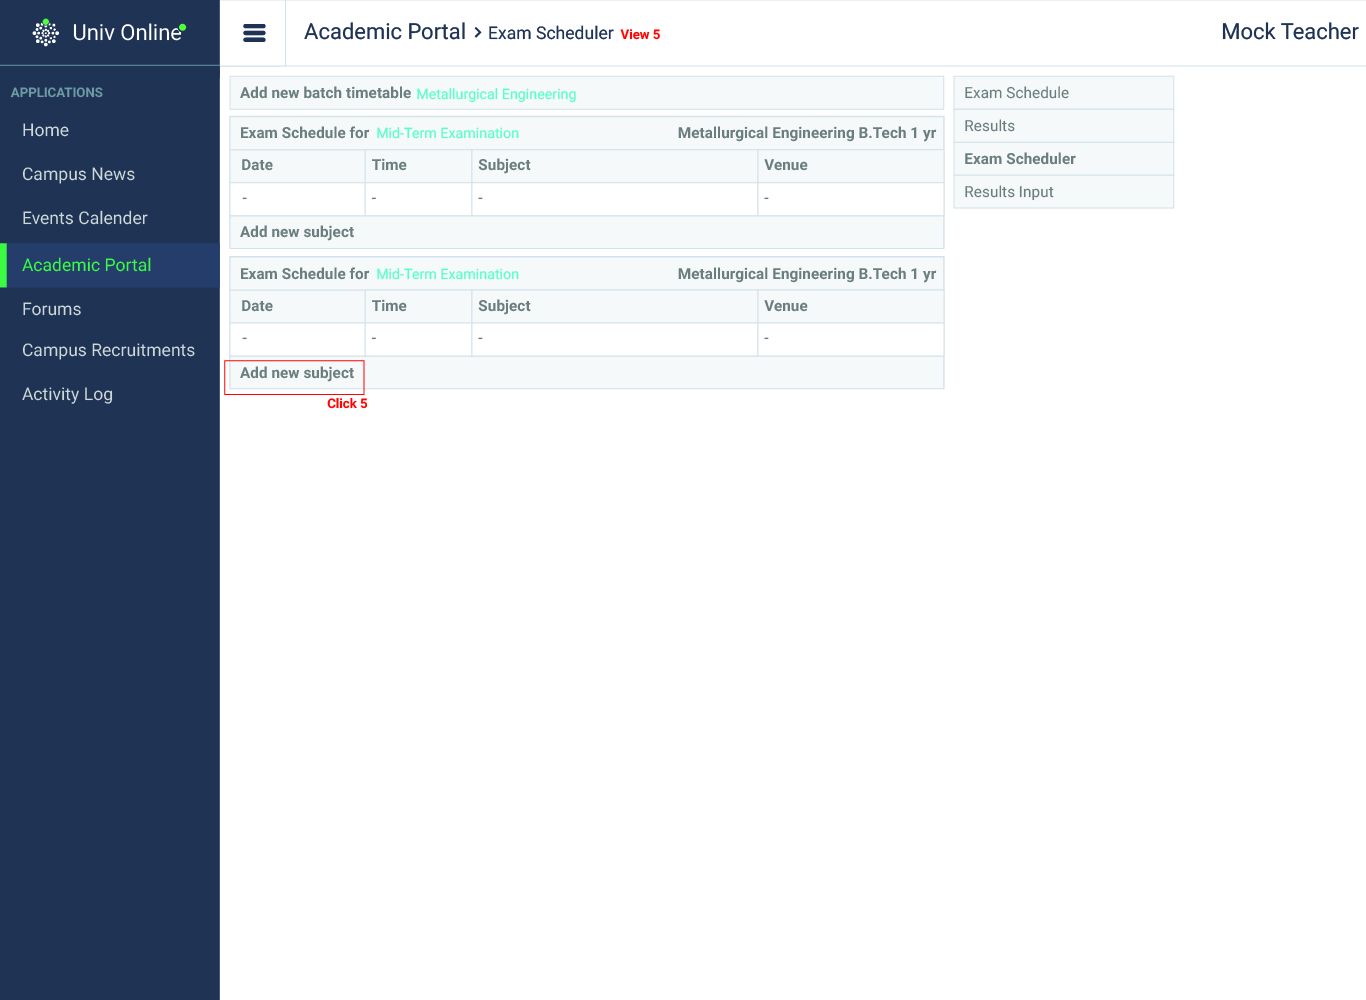 Univ Online
Academic Portal > Exam Scheduler View 5
Mock Teacher
APPLICATIONS
Home
Campus News
Events Calender
Academic Portal
Forums
Campus Recruitments
Activity Log
Add new batch timetable Metallurgical Engineering
Exam Schedule for Mid-Term Examination Metallurgical Engineering B.Tech 1 yr
Date Time Subject Venue
- - - -
Add new subject
Exam Schedule for Mid-Term Examination Metallurgical Engineering B.Tech 1 yr
Date Time Subject Venue
- - - -
Add new subject
Click 5
Exam Schedule
Results
Exam Scheduler
Results Input